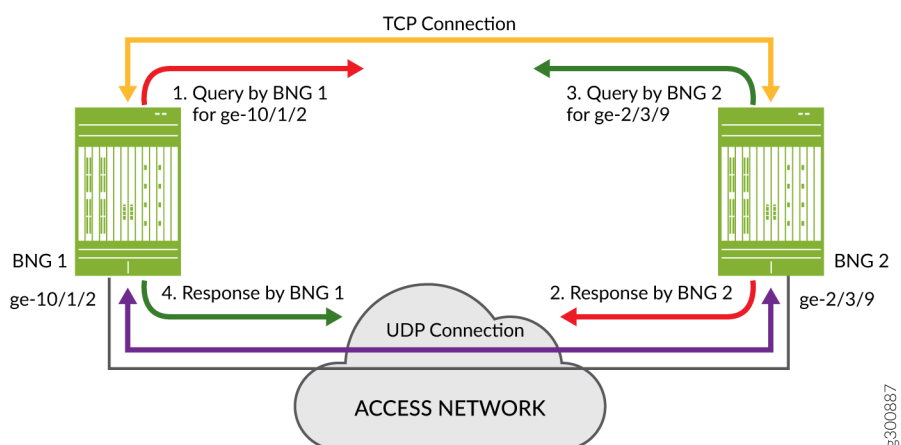 TCP Connection
1. Query by BNG 1
for ge-10/1/2
3. Query by BNG 2
for ge-2/3/9
BNG 1
ge-10/1/2
BNG 2
ge-2/3/9
4. Response by BNG 1
2. Response by BNG 2
UDP Connection
ACCESS NETWORK
g300887